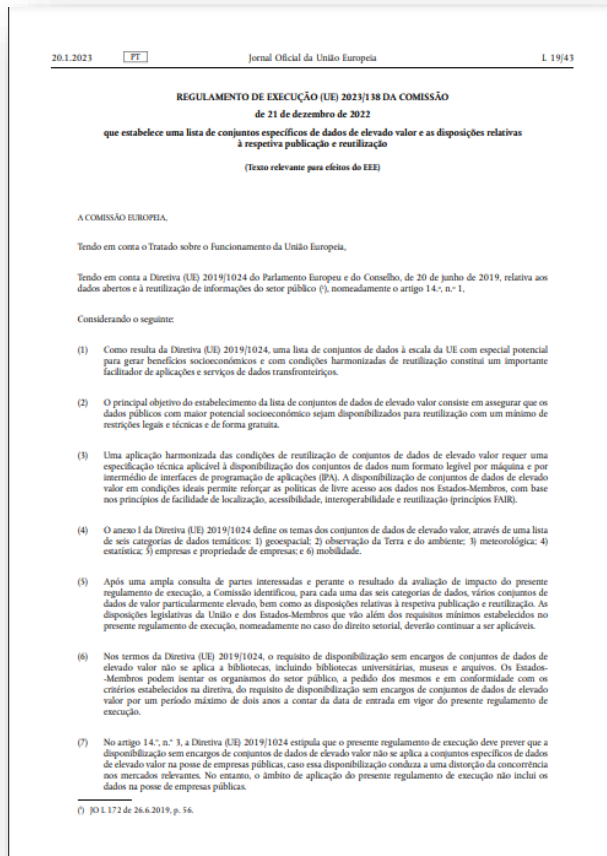 20.1.2023
PT
Jornal Oficial da União Europeia
L 19/43
REGULAMENTO DE EXECUÇÃO (UE) 2023/138 DA COMISSÃO
de 21 de dezembro de 2022
que estabelece uma lista de conjuntos específicos de dados de elevado valor e as disposições relativas
à respetiva publicação e reutilização
(Texto relevante para efeitos do EEE)
A COMISSÃO EUROPEIA,
Tendo em conta o Tratado sobre o Funcionamento da União Europeia,
Tendo em conta a Diretiva (UE) 2019/1024 do Parlamento Europeu e do Conselho, de 20 de junho de 2019, relativa aos
dados abertos e à reutilização de informações do setor público (¹), nomeadamente o artigo 14.º, n.º 1,
Considerando o seguinte:
(1) Como resulta da Diretiva (UE) 2019/1024, uma lista de conjuntos de dados à escala da UE com especial potencial
para gerar benefícios socioeconómicos e com condições harmonizadas de reutilização constitui um importante
facilitador de aplicações e serviços de dados transfronteiriços.
(2) O principal objetivo do estabelecimento da lista de conjuntos de dados de elevado valor consiste em assegurar que os
dados públicos com maior potencial socioeconómico sejam disponibilizados para reutilização com um mínimo de
restrições legais e técnicas e de forma gratuita.
(3) Uma aplicação harmonizada das condições de reutilização de conjuntos de dados de elevado valor requer uma
especificação técnica aplicável à disponibilização dos conjuntos de dados num formato legível por máquina e por
intermédio de interfaces de programação de aplicações (IPA). A disponibilização de conjuntos de dados de elevado
valor em condições ideais permite reforçar as políticas de livre acesso aos dados nos Estados-Membros, com base
nos princípios de facilidade de localização, acessibilidade, interoperabilidade e reutilização (princípios FAIR).
(4) O anexo I da Diretiva (UE) 2019/1024 define os temas dos conjuntos de dados de elevado valor, através de uma lista
de seis categorias de dados temáticos: 1) geoespacial; 2) observação da Terra e do ambiente; 3) meteorológica; 4)
estatística; 5) empresas e propriedade de empresas; e 6) mobilidade.
(5) Após uma ampla consulta de partes interessadas e perante o resultado da avaliação de impacto do presente
regulamento de execução, a Comissão identificou, para cada uma das seis categorias de dados, vários conjuntos de
dados de valor particularmente elevado, bem como as disposições relativas à respetiva publicação e reutilização. As
disposições legislativas da União e dos Estados-Membros que vão além dos requisitos mínimos estabelecidos no
presente regulamento de execução, nomeadamente no caso do direito setorial, deverão continuar a ser aplicáveis.
(6) Nos termos da Diretiva (UE) 2019/1024, o requisito de disponibilização sem encargos de conjuntos de dados de
elevado valor não se aplica a bibliotecas, incluindo bibliotecas universitárias, museus e arquivos. Os Estados-
-Membros podem isentar os organismos do setor público, a pedido dos mesmos e em conformidade com os
critérios estabelecidos na diretiva, do requisito de disponibilização sem encargos de conjuntos de dados de elevado
valor por um período máximo de dois anos a contar da data de entrada em vigor do presente regulamento de
execução.
(7) No artigo 14.º, n.º 3, a Diretiva (UE) 2019/1024 estipula que o presente regulamento de execução deve prever que a
disponibilização sem encargos de conjuntos de dados de elevado valor não se aplica a conjuntos específicos de dados
de elevado valor na posse de empresas públicas, caso essa disponibilização conduza a uma distorção da concorrência
nos mercados relevantes. No entanto, o âmbito de aplicação do presente regulamento de execução não inclui os
dados na posse de empresas públicas.
(¹) JO L 172 de 26.6.2019, p. 56.